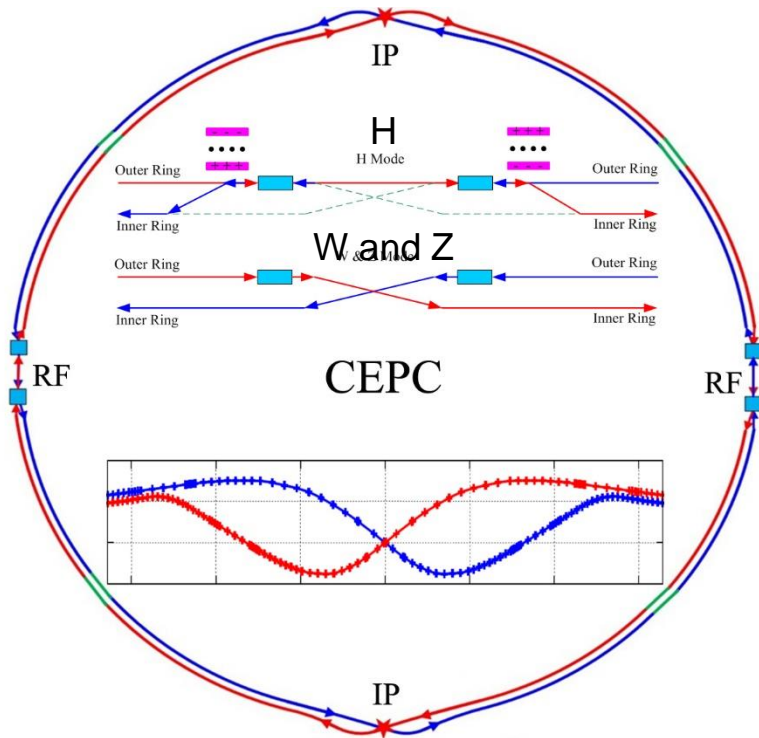 IP
H
H Mode
- - -
+ + +
+ + +
- - -
Outer Ring
Outer Ring
Inner Ring
Inner Ring
W and Z
W & Z Mode
Outer Ring
Outer Ring
Inner Ring
Inner Ring
RF
CEPC
RF
IP